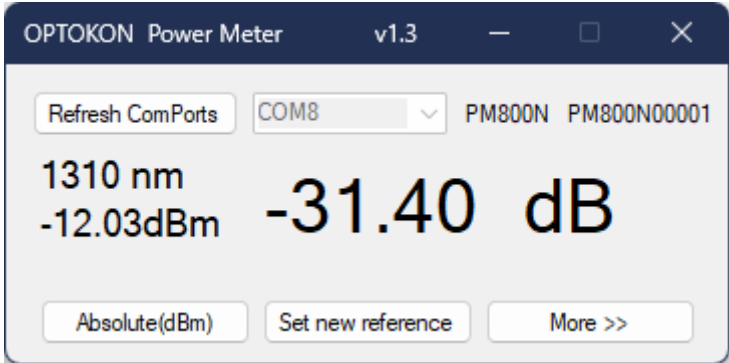 OPTOKON Power Meter v1.3
Refresh ComPorts COM8 PM800N PM800N00001
1310 nm
-12.03dBm -31.40 dB
Absolute(dBm) Set new reference More >>